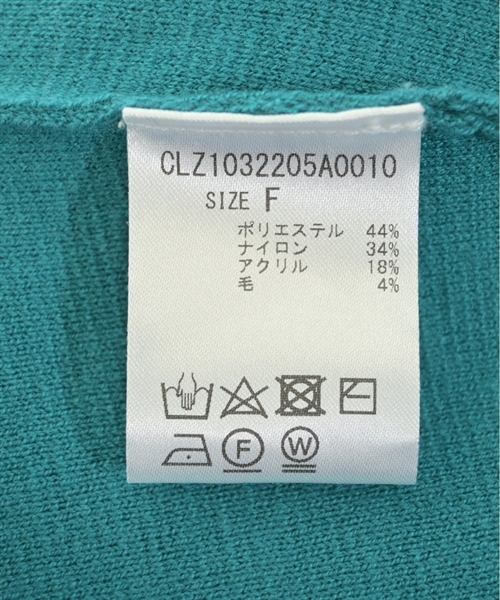 CLZ1032205A0010
SIZE F
ポリエステル 44%
ナイロン 34%
アクリル 18%
毛 4%
F W